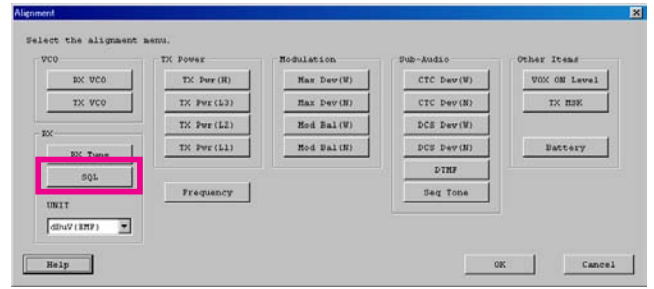 Alignment
Select the alignment menu.
VCO
RX VCO
TX VCO
RX
RX Tune
SQL
UNIT
dBuV(EMF)
TX Power
TX Pwr(H)
TX Pwr(L3)
TX Pwr(L2)
TX Pwr(L1)
Frequency
Modulation
Max Dev(W)
Max Dev(N)
Mod Bal(W)
Mod Bal(N)
Sub-Audio
CTC Dev(W)
CTC Dev(N)
DCS Dev(W)
DCS Dev(N)
DTMF
Seq Tone
Other Items
VOX ON Level
TX MSK
Battery
Help
OK
Cancel